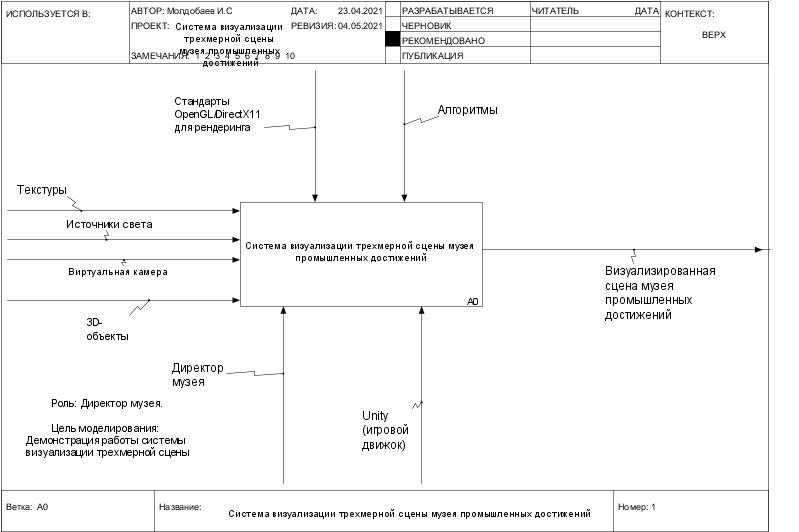 ИСПОЛЬЗУЕТСЯ В:
АВТОР: Молдобаев И.С
ДАТА: 23.04.2021
ПРОЕКТ: Система визуализации
трехмерной сцены
музея промышленных
достижений
РЕВИЗИЯ: 04.05.2021
ЗАМЕЧАНИЯ: 1 2 3 4 5 6 7 8 9 10
РАЗРАБАТЫВАЕТСЯ
ЧЕРНОВИК
РЕКОМЕНДОВАНО
ПУБЛИКАЦИЯ
ЧИТАТЕЛЬ ДАТА
КОНТЕКСТ:
ВЕРХ
Стандарты
OpenGL/DirectX11
для рендеринга
Алгоритмы
Текстуры
Источники света
Виртуальная камера
3D-
объекты
Система визуализации трехмерной сцены музея
промышленных достижений
A0
Визуализированная
сцена музея
промышленных
достижений
Директор
музея
Unity
(игровой
движок)
Роль: Директор музея.
Цель моделирования:
Демонстрация работы системы
визуализации трехмерной сцены
Ветка: A0
Название: Система визуализации трехмерной сцены музея промышленных достижений
Номер: 1